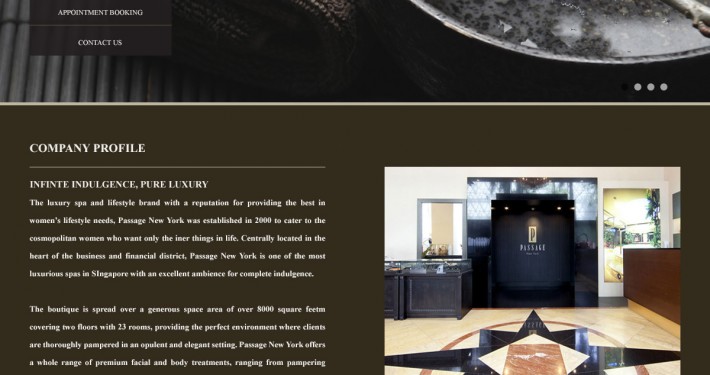 APPOINTMENT BOOKING
CONTACT US
COMPANY PROFILE
INFINTE INDULGENCE, PURE LUXURY
The luxury spa and lifestyle brand with a reputation for providing the best in
women's lifestyle needs, Passage New York was established in 2000 to cater to the
cosmopolitan women who want only the iner things in life. Centrally located in the
heart of the business and financial district, Passage New York is one of the most
luxurious spas in SIngapore with an excellent ambience for complete indulgence.
The boutique is spread over a generous space area of over 8000 square feetm
covering two floors with 23 rooms, providing the perfect environment where clients
are thoroughly pampered in an opulent and elegant setting. Passage New York offers
a whole range of premium facial and body treatments, ranging from pampering
PASSAGE
NEW YORK